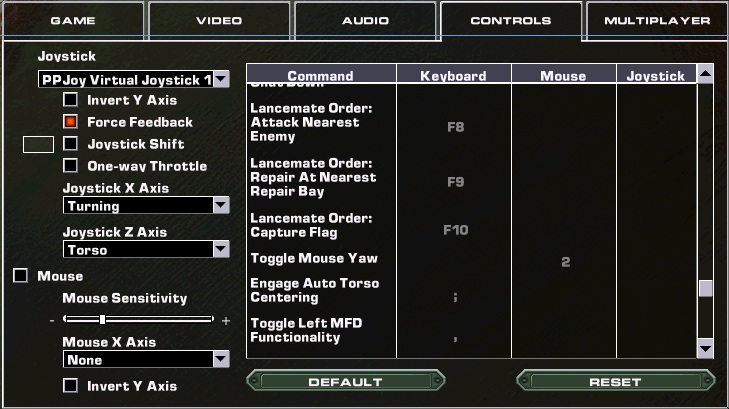 GAME
VIDEO
AUDIO
CONTROLS
MULTIPLAYER
Joystick
PPJoy Virtual Joystick 1
Invert Y Axis
Force Feedback
Joystick Shift
One-way Throttle
Joystick X Axis
Turning
Joystick Z Axis
Torso
Mouse
Mouse Sensitivity
- +
Mouse X Axis
None
Invert Y Axis
Command Keyboard Mouse Joystick
Shut Down
Lancemate Order:
Attack Nearest
Enemy
F8
Lancemate Order:
Repair At Nearest
Repair Bay
F9
Lancemate Order:
Capture Flag
F10
Toggle Mouse Yaw
2
Engage Auto Torso
Centering
;
Toggle Left MFD
Functionality
,
DEFAULT
RESET